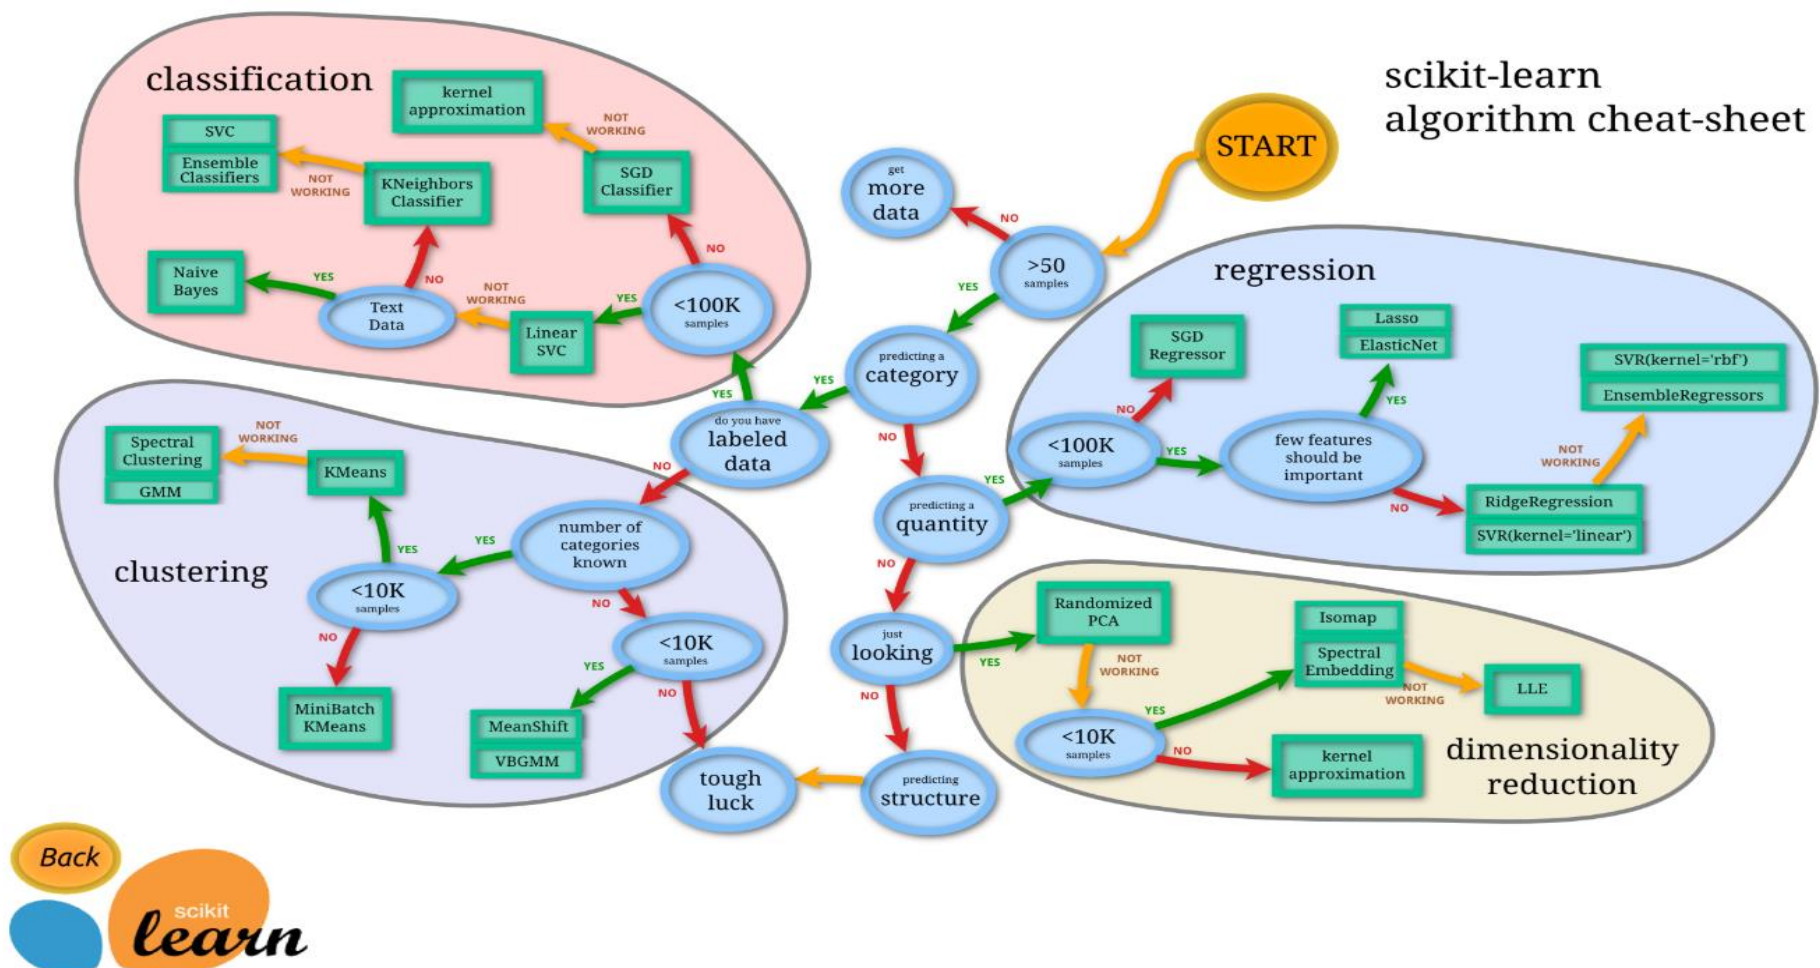 scikit-learn
algorithm cheat-sheet
START
classification
kernel
approximation
NOT
WORKING
SVC
Ensemble
Classifiers
NOT
WORKING
KNeighbors
Classifier
SGD
Classifier
NO
NO
Naive
Bayes
YES
Text
Data
NOT
WORKING
Linear
SVC
YES
<100K
samples
YES
get
more
data
NO
>50
samples
YES
predicting a
category
YES
do you have
labeled
data
NO
NO
predicting a
quantity
YES
NO
just
looking
YES
NO
predicting
structure
tough
luck
regression
SGD
Regressor
Lasso
ElasticNet
SVR(kernel='rbf')
EnsembleRegressors
NO
YES
<100K
samples
YES
few features
should be
important
NOT
WORKING
NO
RidgeRegression
SVR(kernel='linear')
clustering
Spectral
Clustering
GMM
NOT
WORKING
KMeans
number of
categories
known
YES
YES
<10K
samples
NO
NO
<10K
samples
YES
NO
MiniBatch
KMeans
MeanShift
VBGMM
Randomized
PCA
NOT
WORKING
Isomap
Spectral
Embedding
NOT
WORKING
LLE
YES
<10K
samples
NO
kernel
approximation
dimensionality
reduction
Back
scikit
learn